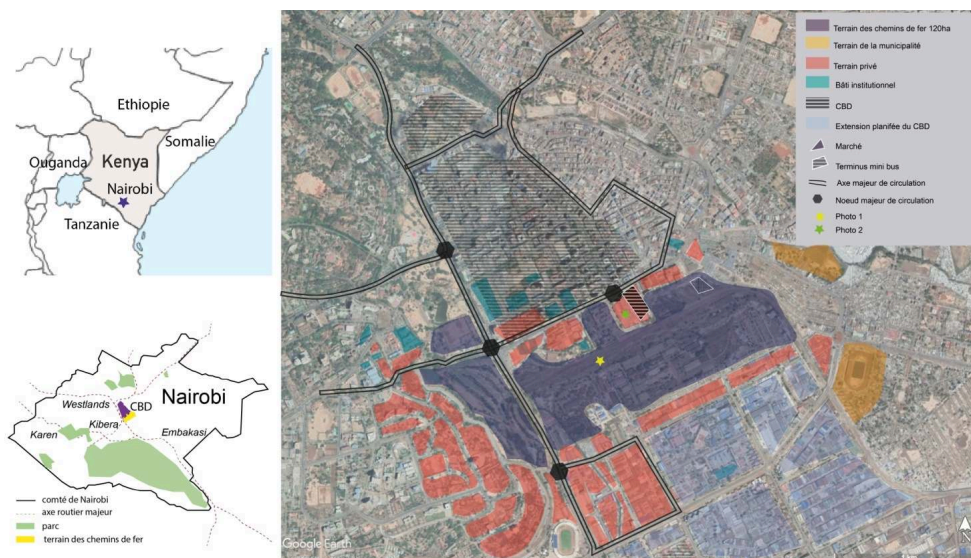 Ethiopie
Somalie
Ouganda
Kenya
Nairobi
Tanzanie
Nairobi
Westlands
CBD
Kibera
Karen
Embakasi
comté de Nairobi
axe routier majeur
parc
terrain des chemins de fer
Terrain des chemins de fer 120ha
Terrain de la municipalité
Terrain privé
Bâti institutionnel
CBD
Extension planifée du CBD
Marché
Terminus mini bus
Axe majeur de circulation
Noeud majeur de circulation
Photo 1
Photo 2
Google Earth
N